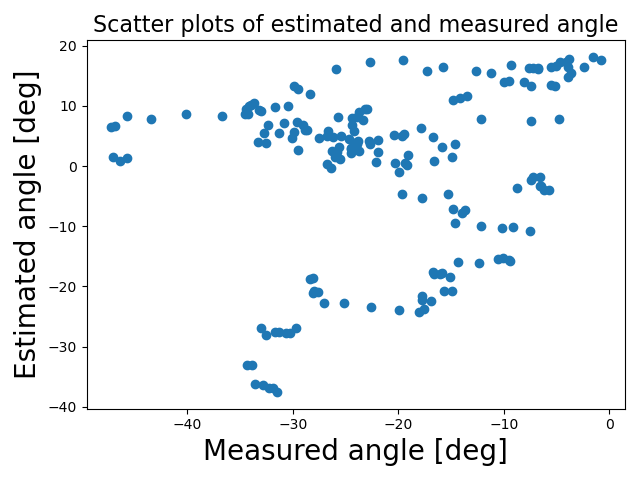 Scatter plots of estimated and measured angle
20
10
0
−10
−20
−30
−40
Estimated angle [deg]
−40 −30 −20 −10 0
Measured angle [deg]